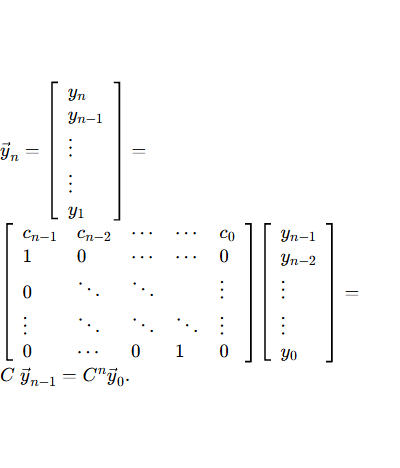 $\vec{y}_n = \begin{bmatrix} y_n \\ y_{n-1} \\ \vdots \\ \vdots \\ y_1 \end{bmatrix} =$
$\begin{bmatrix} c_{n-1} & c_{n-2} & \cdots & \cdots & c_0 \\ 1 & 0 & \cdots & \cdots & 0 \\ 0 & \ddots & \ddots & & \vdots \\ \vdots & \ddots & \ddots & \ddots & \vdots \\ 0 & \cdots & 0 & 1 & 0 \end{bmatrix} \begin{bmatrix} y_{n-1} \\ y_{n-2} \\ \vdots \\ \vdots \\ y_0 \end{bmatrix} =$
$C\ \vec{y}_{n-1} = C^n \vec{y}_0.$